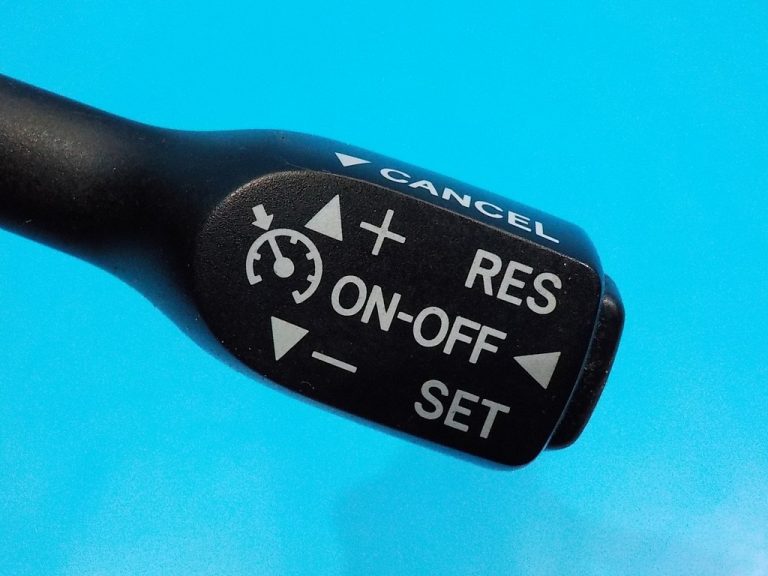 CANCEL
+ RES
ON-OFF
− SET